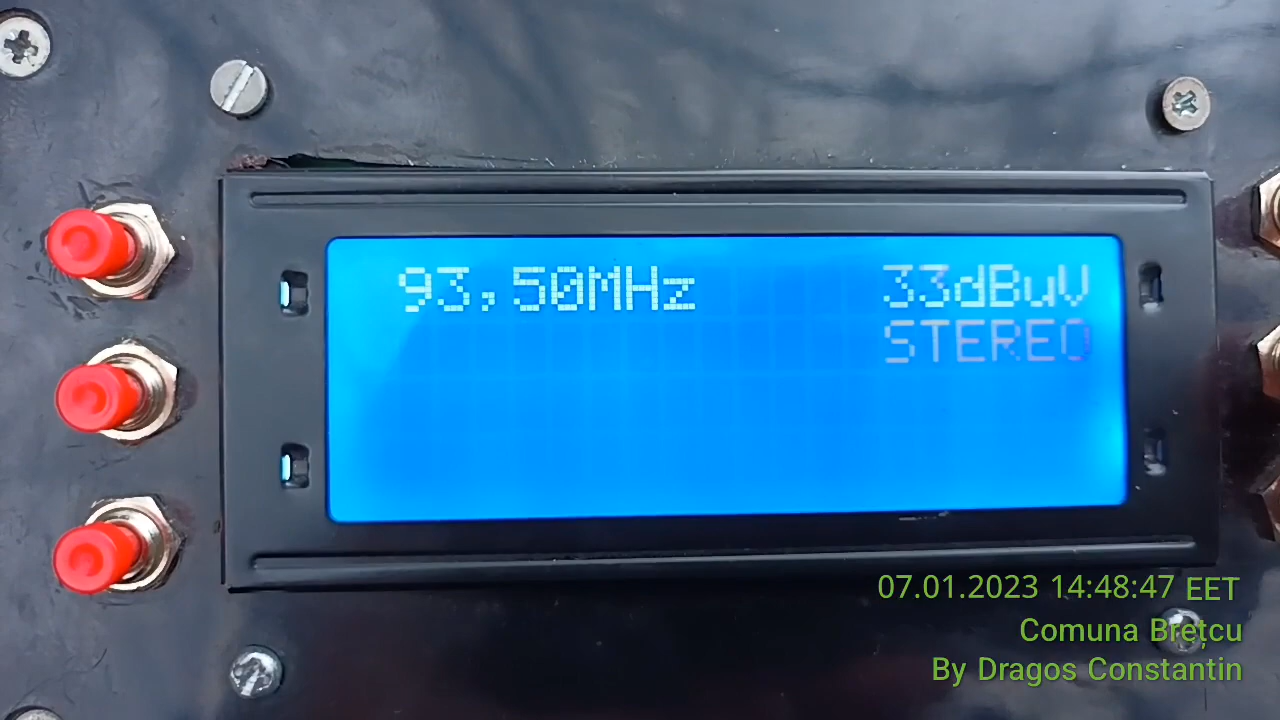 93,50MHz 33dBuV
STEREO
07.01.2023 14:48:47 EET
Comuna Brețcu
By Dragos Constantin